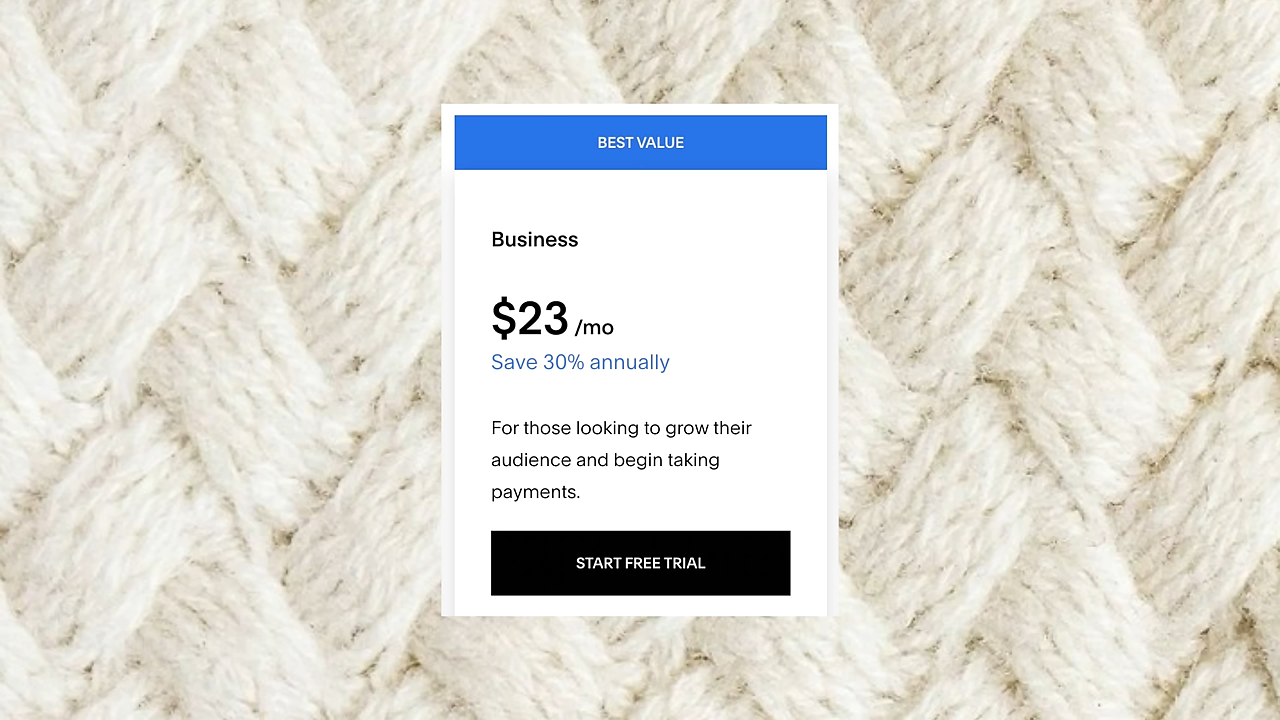 BEST VALUE
Business
$23 /mo
Save 30% annually
For those looking to grow their
audience and begin taking
payments.
START FREE TRIAL